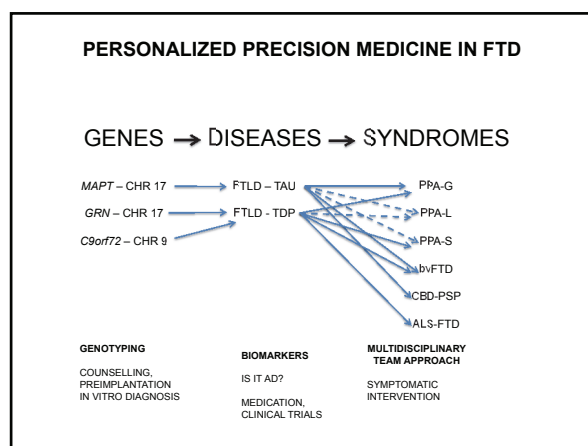 PERSONALIZED PRECISION MEDICINE IN FTD
GENES → DISEASES → SYNDROMES
MAPT – CHR 17
GRN – CHR 17
C9orf72 – CHR 9
FTLD – TAU
FTLD - TDP
PPA-G
PPA-L
PPA-S
bvFTD
CBD-PSP
ALS-FTD
GENOTYPING
COUNSELLING,
PREIMPLANTATION
IN VITRO DIAGNOSIS
BIOMARKERS
IS IT AD?
MEDICATION,
CLINICAL TRIALS
MULTIDISCIPLINARY
TEAM APPROACH
SYMPTOMATIC
INTERVENTION